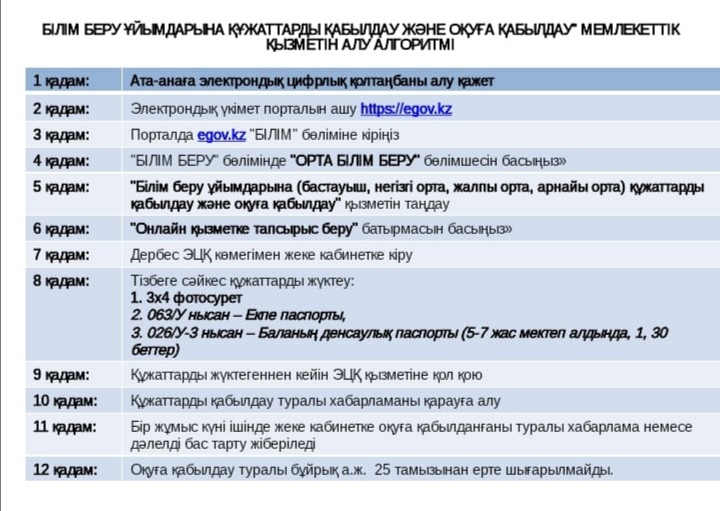 БІЛІМ БЕРУ ҰЙЫМДАРЫНА ҚҰЖАТТАРДЫ ҚАБЫЛДАУ ЖӘНЕ ОҚУҒА ҚАБЫЛДАУ" МЕМЛЕКЕТТІК
ҚЫЗМЕТІН АЛУ АЛГОРИТМІ
1 қадам: Ата-анаға электрондық цифрлық қолтаңбаны алу қажет
2 қадам: Электрондық үкімет порталын ашу https://egov.kz
3 қадам: Порталда egov.kz "БІЛІМ" бөліміне кіріңіз
4 қадам: "БІЛІМ БЕРУ" бөлімінде "ОРТА БІЛІМ БЕРУ" бөлімшесін басыңыз»
5 қадам: "Білім беру ұйымдарына (бастауыш, негізгі орта, жалпы орта, арнайы орта) құжаттарды
қабылдау және оқуға қабылдау" қызметін таңдау
6 қадам: "Онлайн қызметке тапсырыс беру" батырмасын басыңыз»
7 қадам: Дербес ЭЦҚ көмегімен жеке кабинетке кіру
8 қадам: Тізбеге сәйкес құжаттарды жүктеу:
1. 3х4 фотосурет
2. 063/У нысан – Екпе паспорты,
3. 026/У-3 нысан – Баланың денсаулық паспорты (5-7 жас мектеп алдында, 1, 30
беттер)
9 қадам: Құжаттарды жүктегеннен кейін ЭЦҚ қызметіне қол қою
10 қадам: Құжаттарды қабылдау туралы хабарламаны қарауға алу
11 қадам: Бір жұмыс күні ішінде жеке кабинетке оқуға қабылданғаны туралы хабарлама немесе
дәлелді бас тарту жіберіледі
12 қадам: Оқуға қабылдау туралы бұйрық а.ж. 25 тамызынан ерте шығарылмайды.